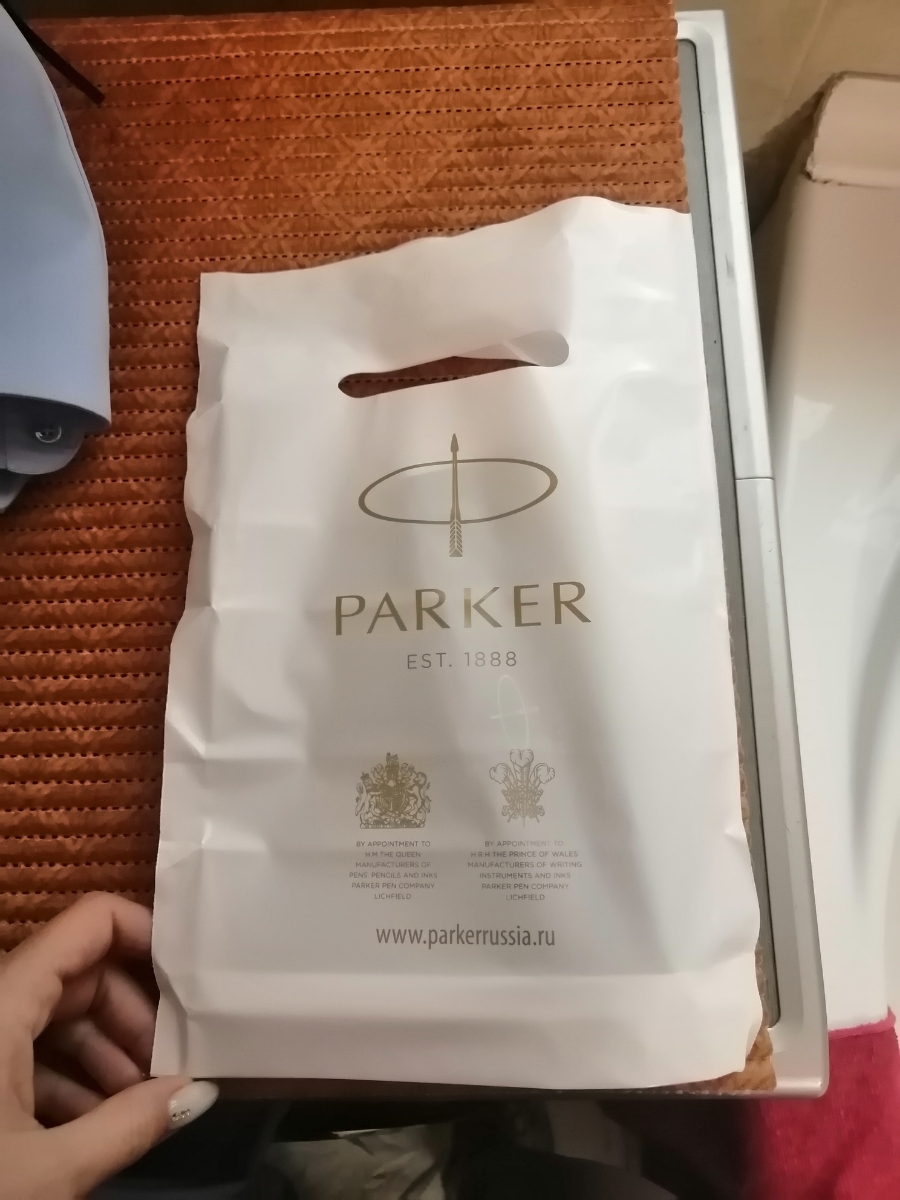 PARKER
EST. 1888
BY APPOINTMENT TO
H M THE QUEEN
MANUFACTURERS OF
PENS, PENCILS AND INKS
PARKER PEN COMPANY
LICHFIELD
BY APPOINTMENT TO
H R H THE PRINCE OF WALES
MANUFACTURERS OF WRITING
INSTRUMENTS AND INKS
PARKER PEN COMPANY
LICHFIELD
www.parkerrussia.ru